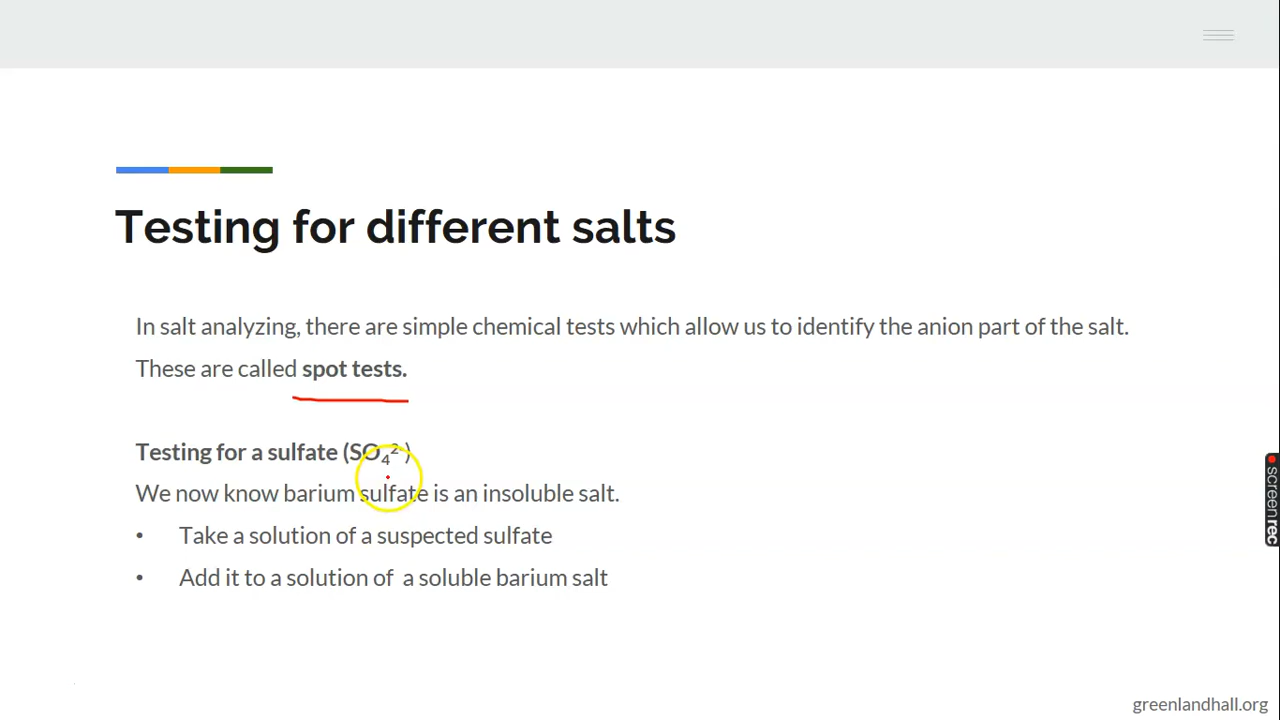 Testing for different salts
In salt analyzing, there are simple chemical tests which allow us to identify the anion part of the salt.
These are called spot tests.
Testing for a sulfate (SO₄²⁻)
We now know barium sulfate is an insoluble salt.
• Take a solution of a suspected sulfate
• Add it to a solution of a soluble barium salt
screenrec
greenlandhall.org